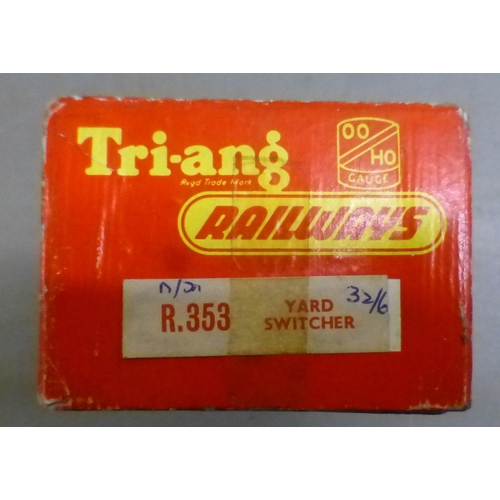 Tri-ang
Regd Trade Mark
OO
HO
GAUGE
RAILWAYS
R.353
YARD
SWITCHER
32/6